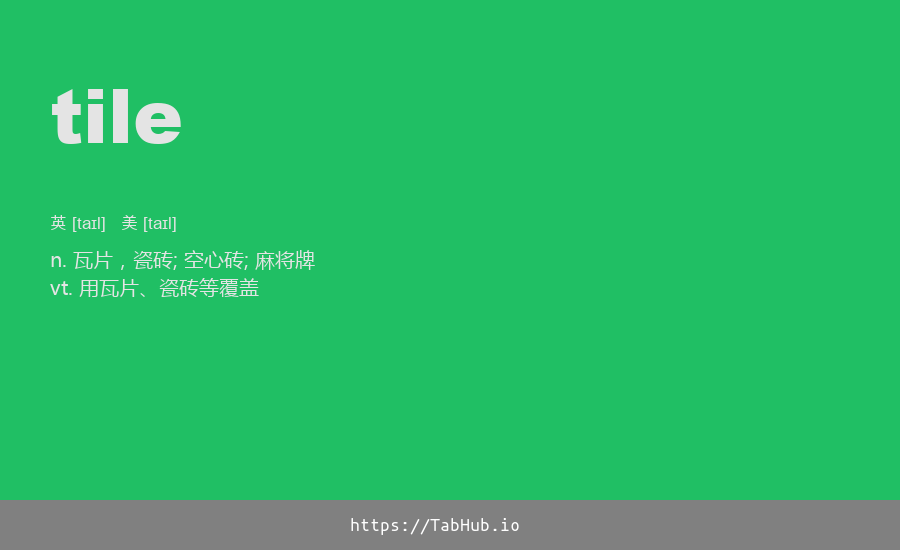 tile
英 [taɪl] 美 [taɪl]
n. 瓦片，瓷砖; 空心砖; 麻将牌
vt. 用瓦片、瓷砖等覆盖
https://TabHub.io